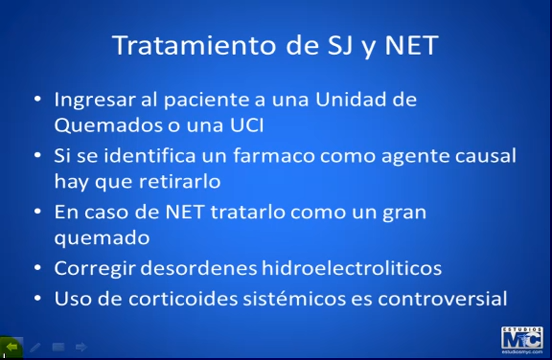 Tratamiento de SJ y NET
• Ingresar al paciente a una Unidad de
Quemados o una UCI
• Si se identifica un farmaco como agente causal
hay que retirarlo
• En caso de NET tratarlo como un gran
quemado
• Corregir desordenes hidroelectroliticos
• Uso de corticoides sistémicos es controversial
ESTUDIOS
MyC
estudiosmyc.com